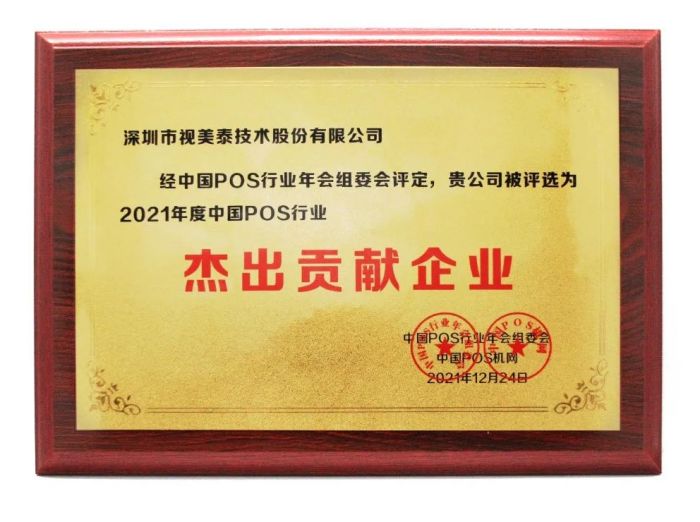 深圳市视美泰技术股份有限公司
经中国POS行业年会组委会评定，贵公司被评选为
2021年度中国POS行业
杰出贡献企业
中国POS行业年会组委会
中国POS机网
2021年12月24日